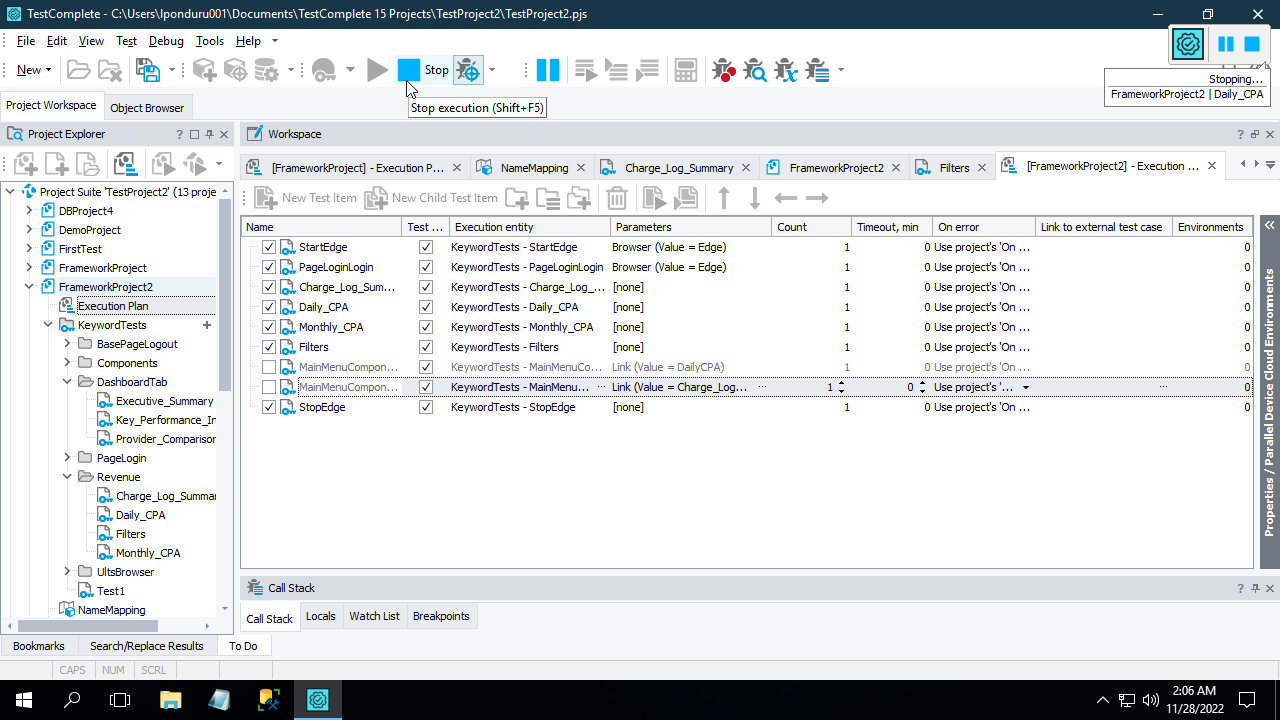 TestComplete - C:\Users\lponduru001\Documents\TestComplete 15 Projects\TestProject2\TestProject2.pjs
File Edit View Test Debug Tools Help
New Stop
Stopping...
FrameworkProject2 | Daily_CPA
Stop execution (Shift+F5)
Project Workspace Object Browser
Project Explorer
Workspace
[FrameworkProject] - Execution P... NameMapping Charge_Log_Summary FrameworkProject2 Filters [FrameworkProject2] - Execution ...
New Test Item New Child Test Item
Name Test ... Execution entity Parameters Count Timeout, min On error Link to external test case Environments
StartEdge KeywordTests - StartEdge Browser (Value = Edge) 1 0 Use project's 'On ... 0
PageLoginLogin KeywordTests - PageLoginLogin Browser (Value = Edge) 1 0 Use project's 'On ... 0
Charge_Log_Sum... KeywordTests - Charge_Log_... [none] 1 0 Use project's 'On ... 0
Daily_CPA KeywordTests - Daily_CPA [none] 1 0 Use project's 'On ... 0
Monthly_CPA KeywordTests - Monthly_CPA [none] 1 0 Use project's 'On ... 0
Filters KeywordTests - Filters [none] 1 0 Use project's 'On ... 0
MainMenuCompon... KeywordTests - MainMenuCo... Link (Value = DailyCPA) 1 0 Use project's 'On ... 0
MainMenuCompon... KeywordTests - MainMenu... ... Link (Value = Charge_Log... ... 1 0 Use project's '... ... 0
StopEdge KeywordTests - StopEdge [none] 1 0 Use project's 'On ... 0
Project Suite 'TestProject2' (13 proje
DBProject4
DemoProject
FirstTest
FrameworkProject
FrameworkProject2
Execution Plan
KeywordTests
BasePageLogout
Components
DashboardTab
Executive_Summary
Key_Performance_In
Provider_Comparison
PageLogin
Revenue
Charge_Log_Summar
Daily_CPA
Filters
Monthly_CPA
UltsBrowser
Test1
NameMapping
Properties / Parallel Device Cloud Environments
Call Stack
Call Stack Locals Watch List Breakpoints
Bookmarks Search/Replace Results To Do
CAPS NUM SCRL
2:06 AM
11/28/2022